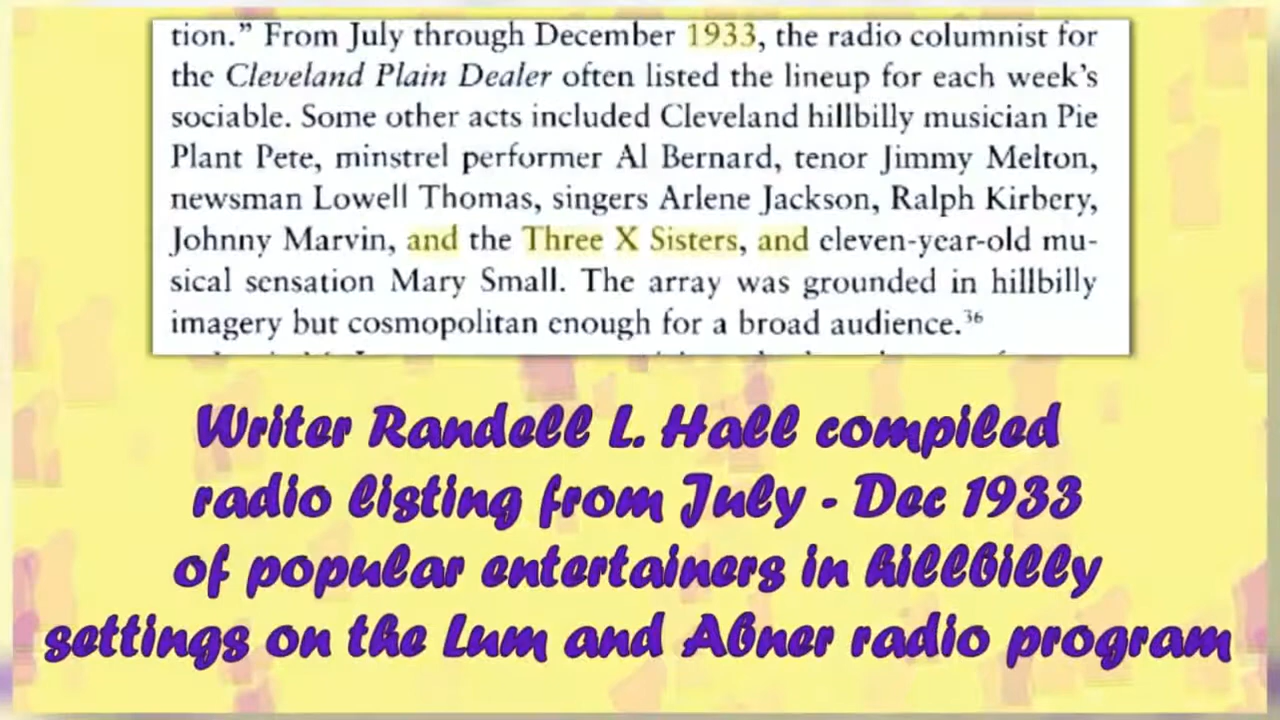 tion.” From July through December 1933, the radio columnist for
the Cleveland Plain Dealer often listed the lineup for each week’s
sociable. Some other acts included Cleveland hillbilly musician Pie
Plant Pete, minstrel performer Al Bernard, tenor Jimmy Melton,
newsman Lowell Thomas, singers Arlene Jackson, Ralph Kirbery,
Johnny Marvin, and the Three X Sisters, and eleven-year-old mu-
sical sensation Mary Small. The array was grounded in hillbilly
imagery but cosmopolitan enough for a broad audience.³⁶
Writer Randell L. Hall compiled
radio listing from July - Dec 1933
of popular entertainers in hillbilly
settings on the Lum and Abner radio program